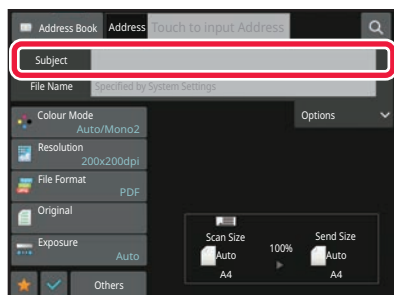 Address Book Address Touch to input Address
Subject
File Name Specified by System Settings
Colour Mode
Auto/Mono2
Options
Resolution
200x200dpi
File Format
PDF
Original
Exposure
Auto
Scan Size 100% Send Size
Auto Auto
A4 A4
Others